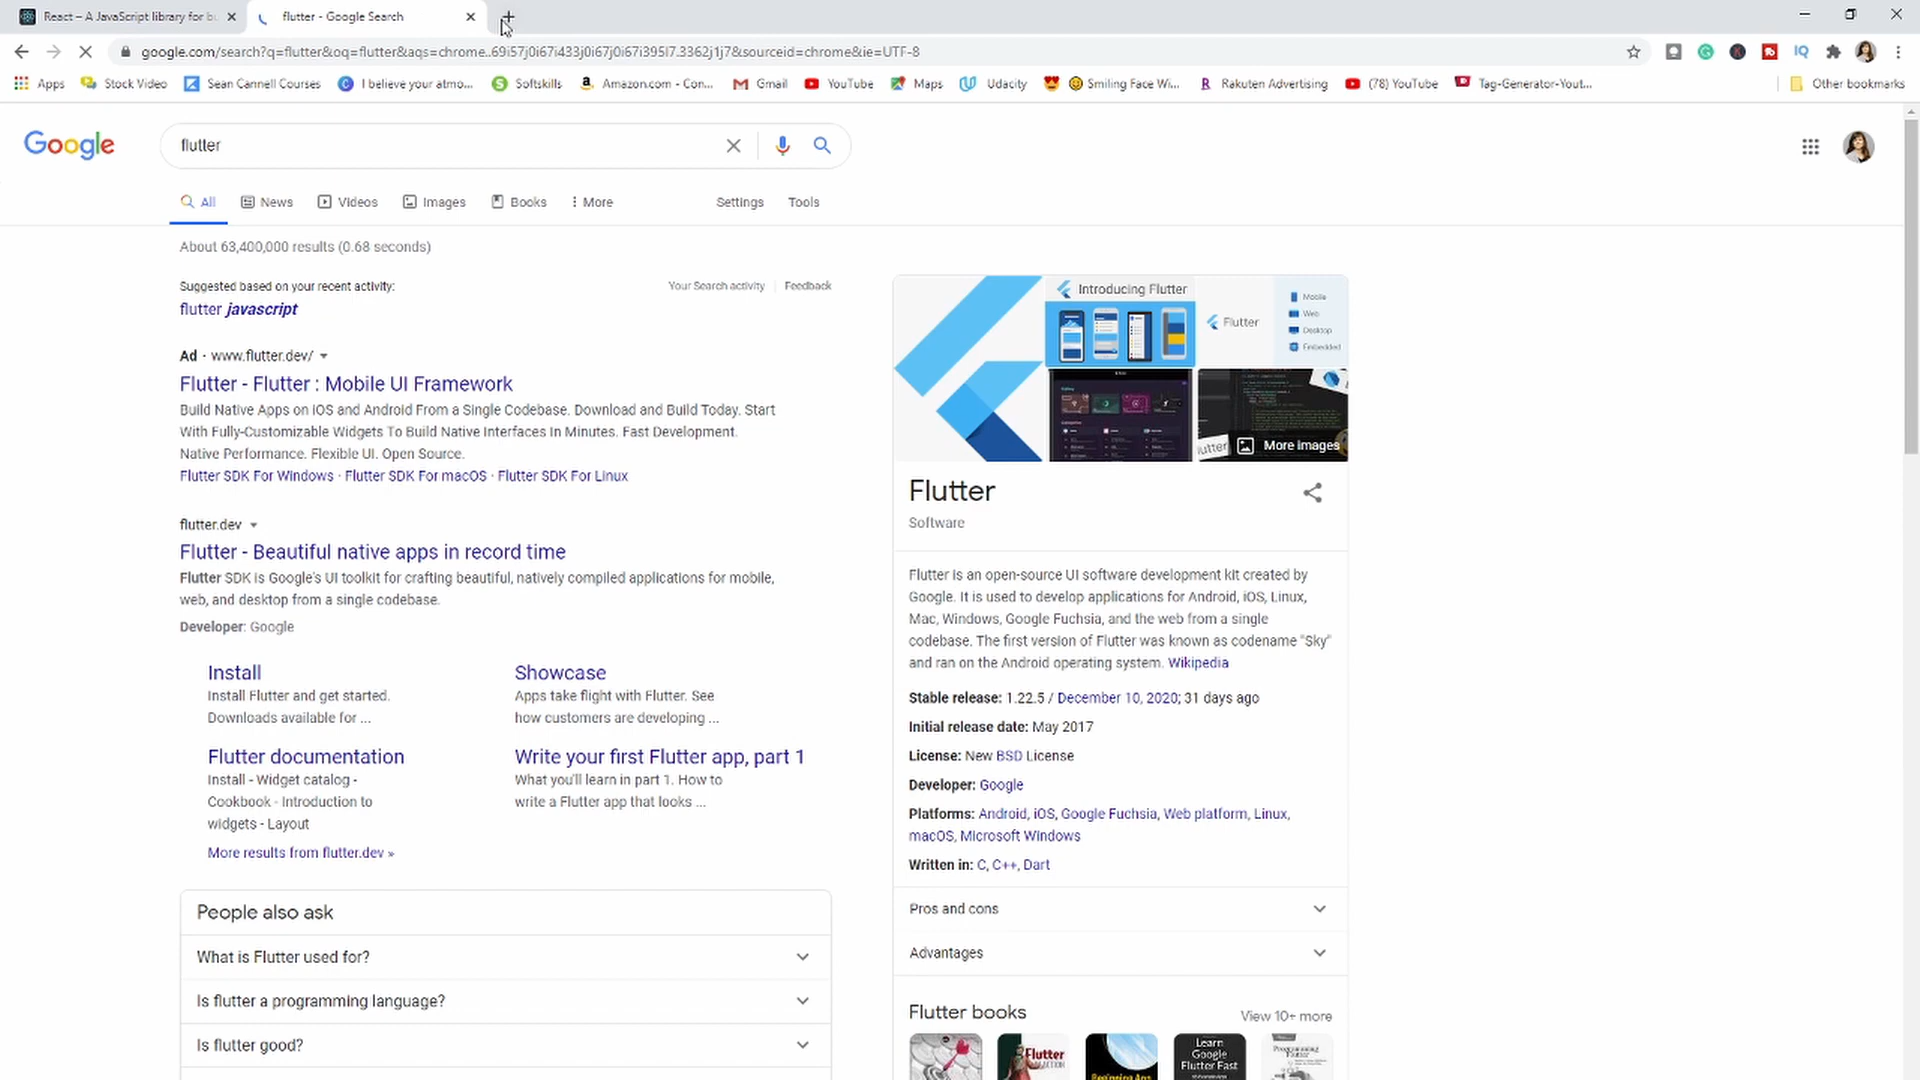 React – A JavaScript library for bu
flutter - Google Search
google.com/search?q=flutter&oq=flutter&aqs=chrome..69i57j0i67i433j0i67j0i67i395l7.3362j1j7&sourceid=chrome&ie=UTF-8
Apps Stock Video Sean Cannell Courses I believe your atmo... Softskills Amazon.com - Con... Gmail YouTube Maps Udacity Smiling Face Wi... Rakuten Advertising (78) YouTube Tag-Generator-Yout... Other bookmarks
Google
flutter
All News Videos Images Books More Settings Tools
About 63,400,000 results (0.68 seconds)
Suggested based on your recent activity: Your Search activity Feedback
flutter javascript
Ad · www.flutter.dev/
Flutter - Flutter : Mobile UI Framework
Build Native Apps on iOS and Android From a Single Codebase. Download and Build Today. Start
With Fully-Customizable Widgets To Build Native Interfaces In Minutes. Fast Development.
Native Performance. Flexible UI. Open Source.
Flutter SDK For Windows · Flutter SDK For macOS · Flutter SDK For Linux
flutter.dev
Flutter - Beautiful native apps in record time
Flutter SDK is Google's UI toolkit for crafting beautiful, natively compiled applications for mobile,
web, and desktop from a single codebase.
Developer: Google
Install
Install Flutter and get started.
Downloads available for ...
Showcase
Apps take flight with Flutter. See
how customers are developing ...
Flutter documentation
Install - Widget catalog -
Cookbook - Introduction to
widgets - Layout
Write your first Flutter app, part 1
What you'll learn in part 1. How to
write a Flutter app that looks ...
More results from flutter.dev »
People also ask
What is Flutter used for?
Is flutter a programming language?
Is flutter good?
Introducing Flutter
Flutter
Mobile
Web
Desktop
Embedded
More images
Flutter
Software
Flutter is an open-source UI software development kit created by
Google. It is used to develop applications for Android, iOS, Linux,
Mac, Windows, Google Fuchsia, and the web from a single
codebase. The first version of Flutter was known as codename "Sky"
and ran on the Android operating system. Wikipedia
Stable release: 1.22.5 / December 10, 2020; 31 days ago
Initial release date: May 2017
License: New BSD License
Developer: Google
Platforms: Android, iOS, Google Fuchsia, Web platform, Linux,
macOS, Microsoft Windows
Written in: C, C++, Dart
Pros and cons
Advantages
Flutter books View 10+ more
Flutter
Learn
Google
Flutter Fast